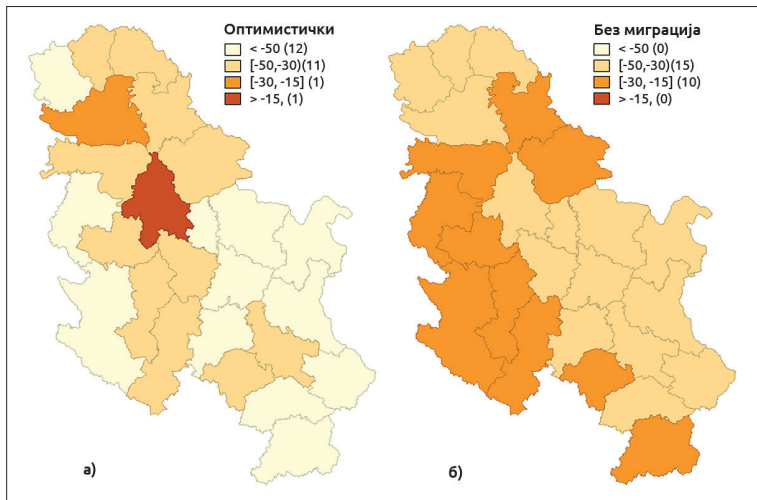 Оптимистички
< -50 (12)
[-50,-30)(11)
[-30, -15] (1)
> -15, (1)
а)
Без миграција
< -50 (0)
[-50,-30)(15)
[-30, -15] (10)
> -15, (0)
б)